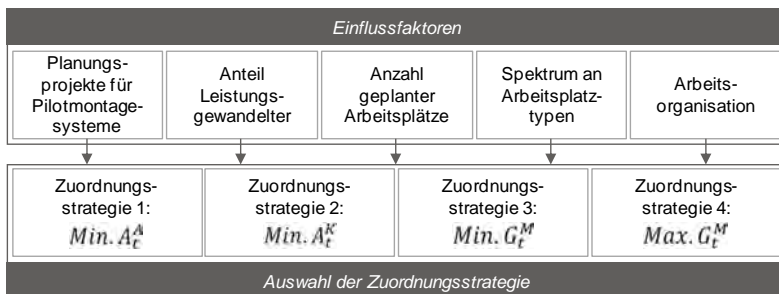 Einflussfaktoren
Planungs-
projekte für
Pilotmontage-
systeme
Anteil
Leistungs-
gewandelter
Anzahl
geplanter
Arbeitsplätze
Spektrum an
Arbeitsplatz-
typen
Arbeits-
organisation
Zuordnungs-
strategie 1:
Min. A_t^A
Zuordnungs-
strategie 2:
Min. A_t^K
Zuordnungs-
strategie 3:
Min. G_t^M
Zuordnungs-
strategie 4:
Max. G_t^M
Auswahl der Zuordnungsstrategie